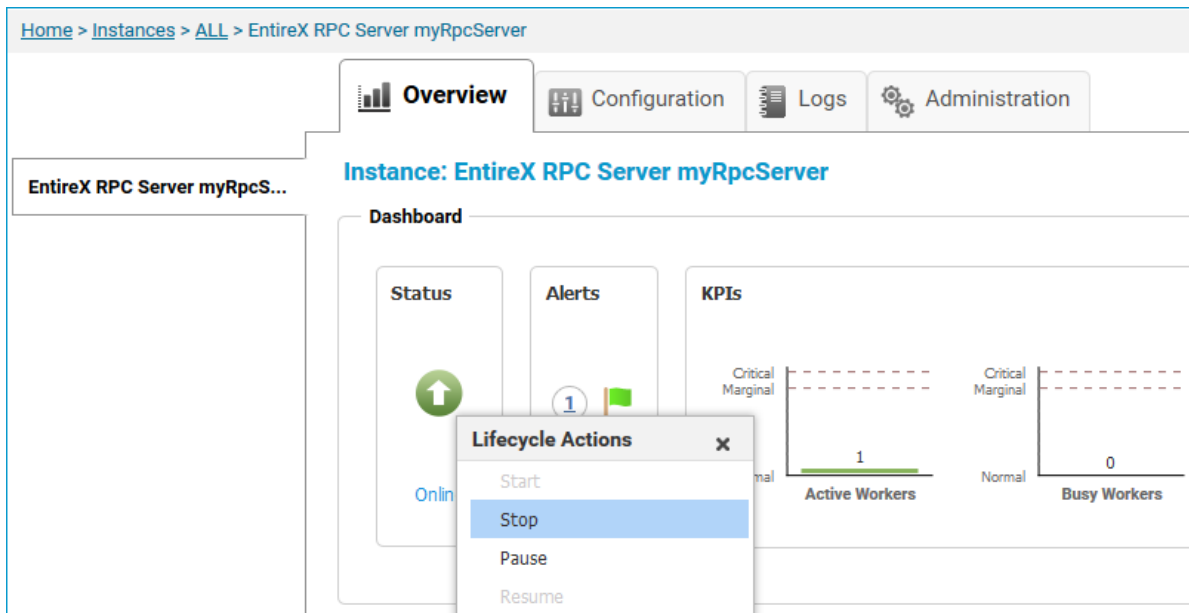 Home > Instances > ALL > EntireX RPC Server myRpcServer
Overview
Configuration
Logs
Administration
EntireX RPC Server myRpcS...
Instance: EntireX RPC Server myRpcServer
Dashboard
Status
Alerts
KPIs
Critical
Marginal
Critical
Marginal
1
Lifecycle Actions
Start
Stop
Pause
Resume
Onlin
1
mal
Active Workers
0
Normal
Busy Workers